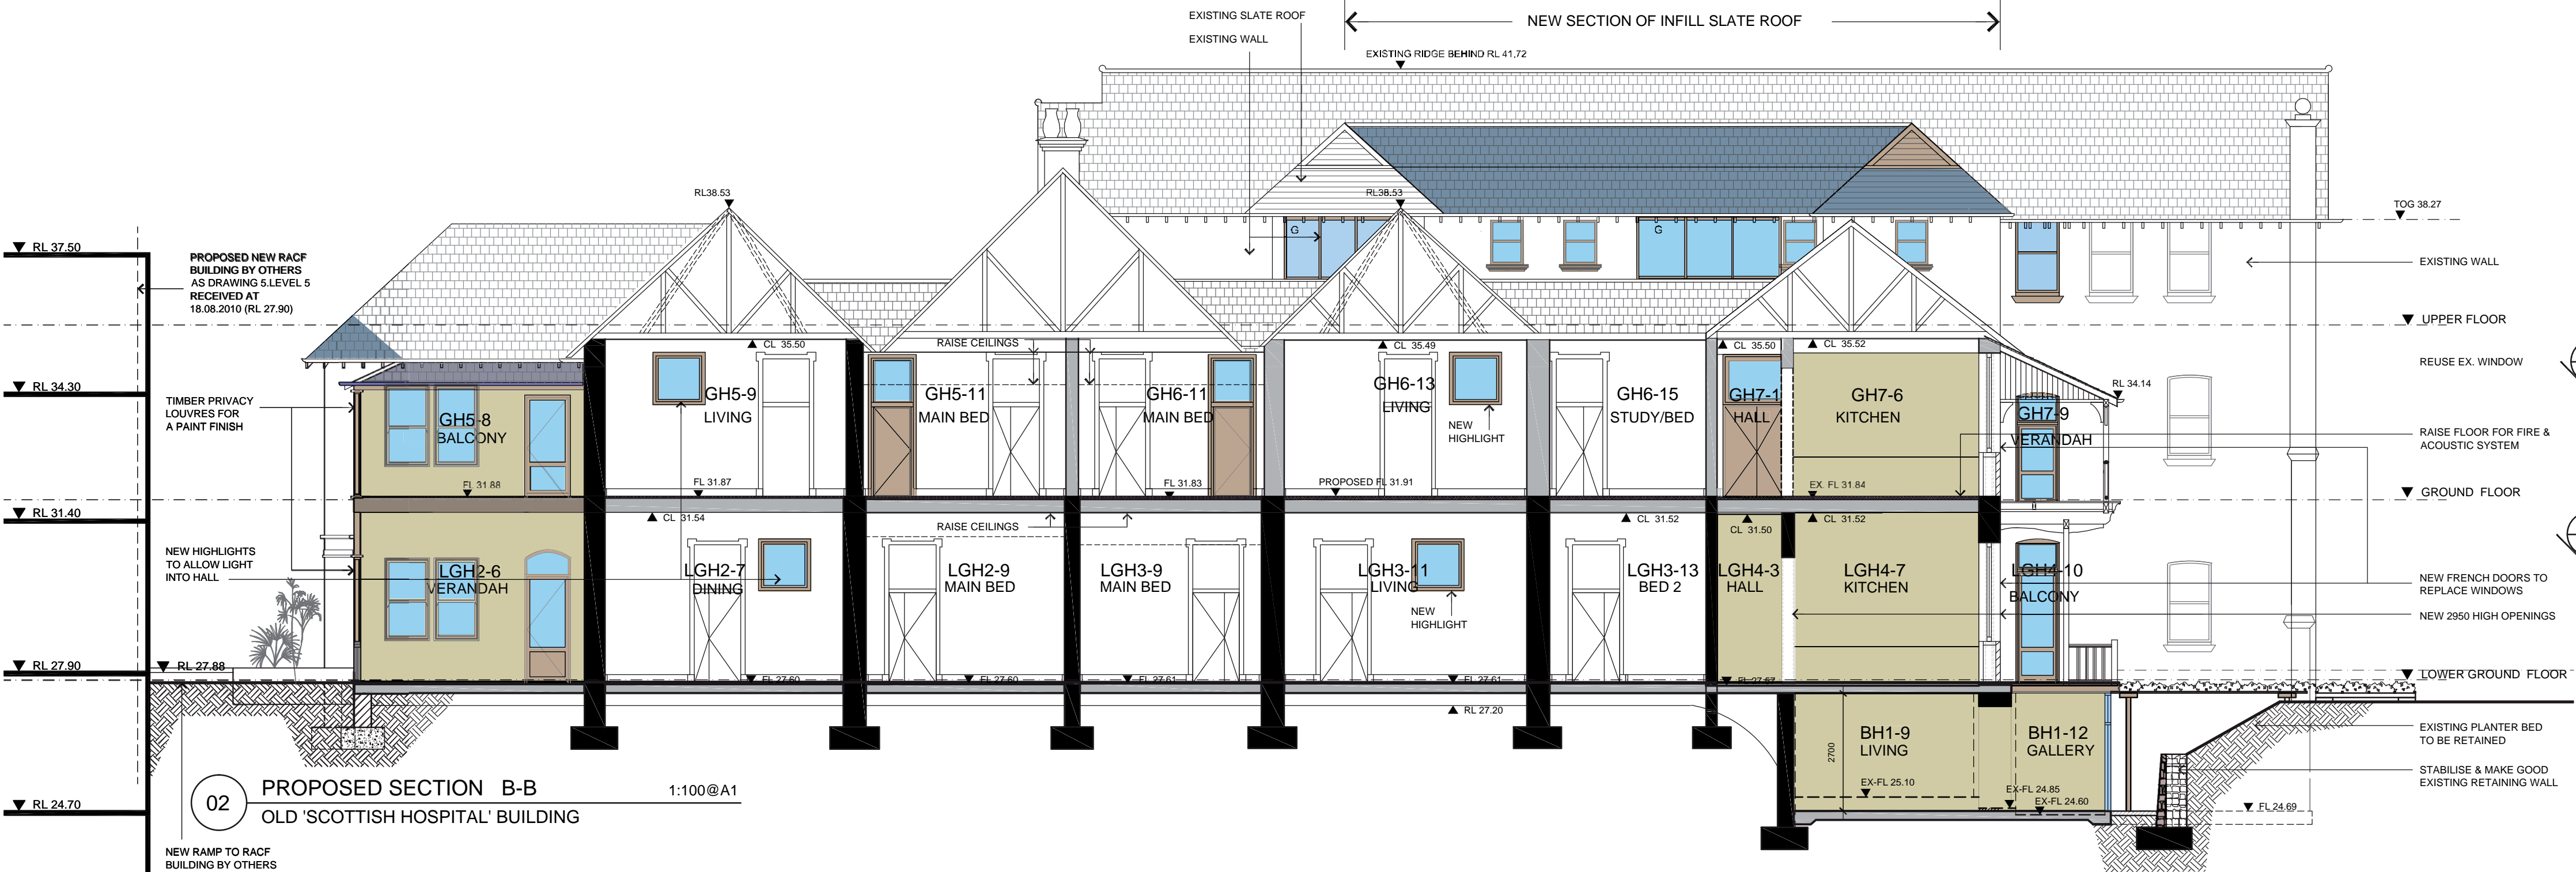 EXISTING SLATE ROOF
EXISTING WALL
NEW SECTION OF INFILL SLATE ROOF
EXISTING RIDGE BEHIND RL 41,72
RL38.53
RL38.53
TOG 38.27
RL 37.50
PROPOSED NEW RACF
BUILDING BY OTHERS
AS DRAWING 5.LEVEL 5
RECEIVED AT
18.08.2010 (RL 27.90)
G
G
EXISTING WALL
UPPER FLOOR
CL 35.50
RAISE CEILINGS
CL 35.49
CL 35.50
CL 35.52
REUSE EX. WINDOW
RL 34.30
RL 34.14
TIMBER PRIVACY
LOUVRES FOR
A PAINT FINISH
GH5-8
BALCONY
GH5-9
LIVING
GH5-11
MAIN BED
GH6-11
MAIN BED
GH6-13
LIVING
NEW
HIGHLIGHT
GH6-15
STUDY/BED
GH7-1
HALL
GH7-6
KITCHEN
GH7-9
VERANDAH
RAISE FLOOR FOR FIRE &
ACOUSTIC SYSTEM
FL 31.88
FL 31.87
FL 31.83
PROPOSED FL 31.91
EX. FL 31.84
GROUND FLOOR
RL 31.40
CL 31.54
RAISE CEILINGS
CL 31.52
CL 31.50
CL 31.52
NEW HIGHLIGHTS
TO ALLOW LIGHT
INTO HALL
LGH2-6
VERANDAH
LGH2-7
DINING
LGH2-9
MAIN BED
LGH3-9
MAIN BED
LGH3-11
LIVING
NEW
HIGHLIGHT
LGH3-13
BED 2
LGH4-3
HALL
LGH4-7
KITCHEN
LGH4-10
BALCONY
NEW FRENCH DOORS TO
REPLACE WINDOWS
NEW 2950 HIGH OPENINGS
RL 27.90
RL 27.88
FL 27.60
FL 27.60
FL 27.61
FL 27.61
FL 27.57
LOWER GROUND FLOOR
RL 27.20
BH1-9
LIVING
2700
BH1-12
GALLERY
EXISTING PLANTER BED
TO BE RETAINED
STABILISE & MAKE GOOD
EXISTING RETAINING WALL
EX-FL 25.10
EX-FL 24.85
EX-FL 24.60
FL 24.69
RL 24.70
02
PROPOSED SECTION B-B
1:100@A1
OLD 'SCOTTISH HOSPITAL' BUILDING
NEW RAMP TO RACF
BUILDING BY OTHERS